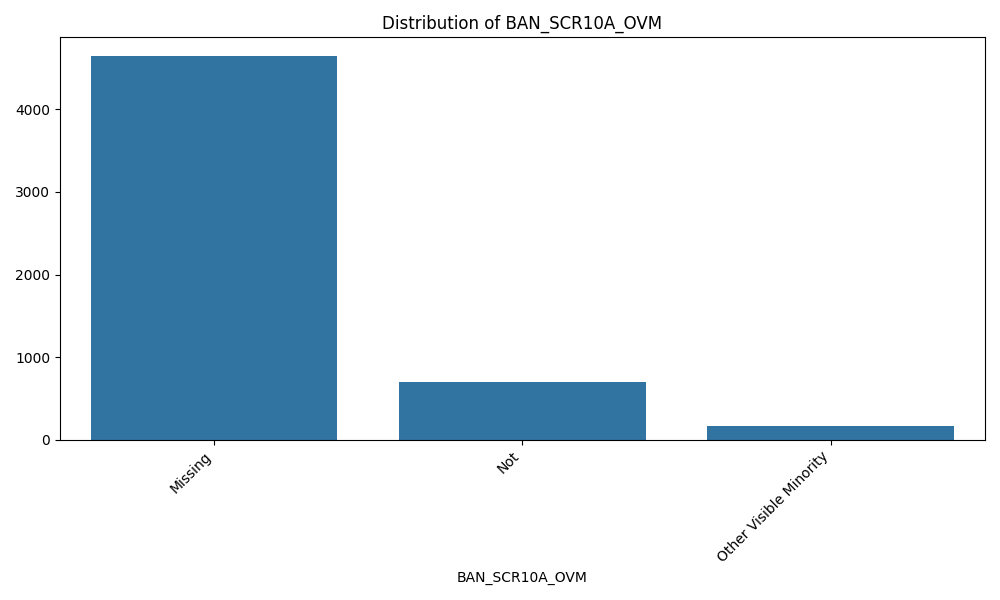 Distribution of BAN_SCR10A_OVM
4000
3000
2000
1000
0
Missing
Not
Other Visible Minority
BAN_SCR10A_OVM